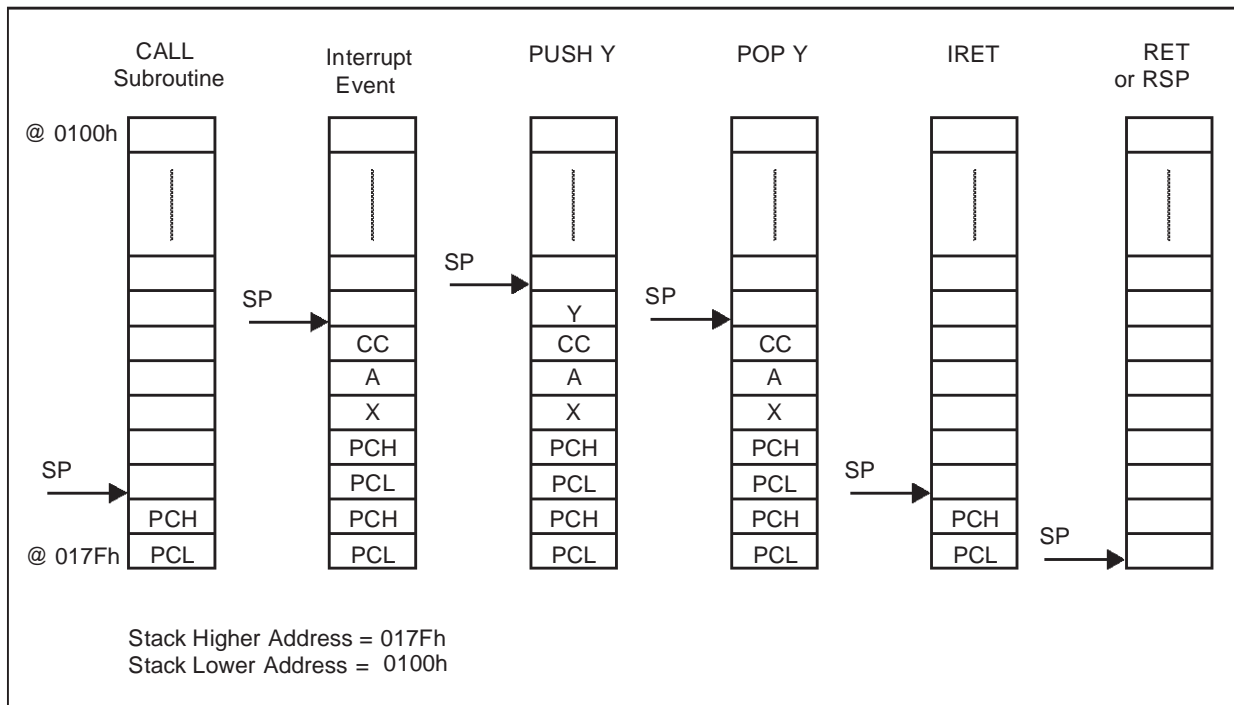 CALL
Subroutine
Interrupt
Event
PUSH Y
POP Y
IRET
RET
or RSP
@ 0100h
SP
SP
SP
Y
CC
CC
CC
A
A
A
X
X
X
PCH
PCH
PCH
SP
SP
PCL
PCL
PCL
PCH
PCH
PCH
PCH
PCH
SP
@ 017Fh
PCL
PCL
PCL
PCL
PCL
Stack Higher Address = 017Fh
Stack Lower Address = 0100h